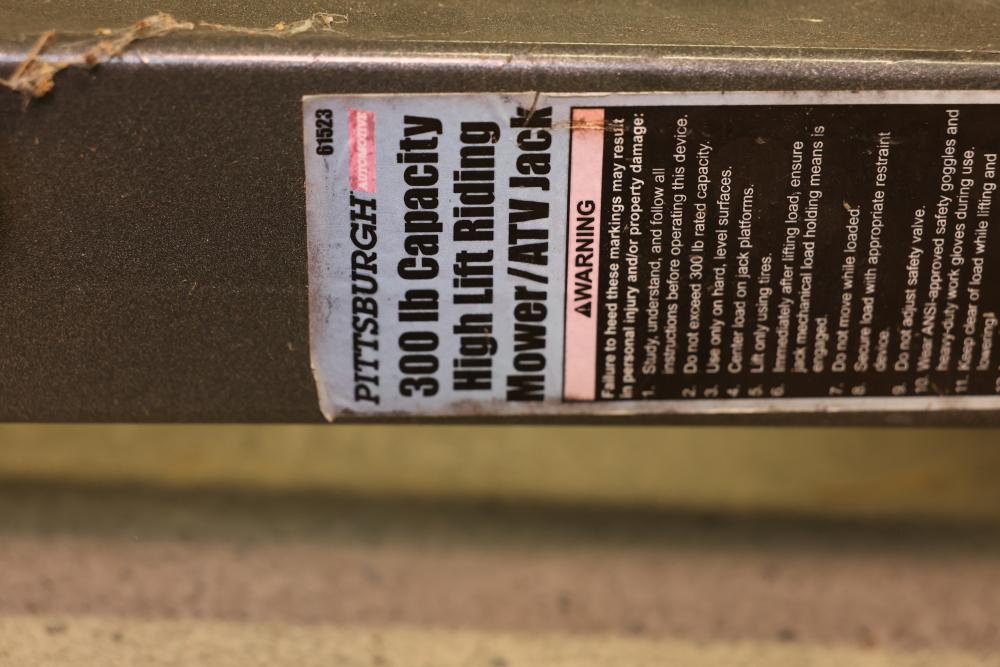 61523
PITTSBURGH AUTOMOTIVE
300 lb Capacity
High Lift Riding
Mower/ATV Jack
⚠WARNING
Failure to heed these markings may result
in personal injury and/or property damage:
1. Study, understand, and follow all
instructions before operating this device.
2. Do not exceed 300 lb rated capacity.
3. Use only on hard, level surfaces.
4. Center load on jack platforms.
5. Lift only using tires.
6. Immediately after lifting load, ensure
jack mechanical load holding means is
engaged.
7. Do not move while loaded.
8. Secure load with appropriate restraint
device.
9. Do not adjust safety valve.
10. Wear ANSI-approved safety goggles and
heavy-duty work gloves during use.
11. Keep clear of load while lifting and
lowering.